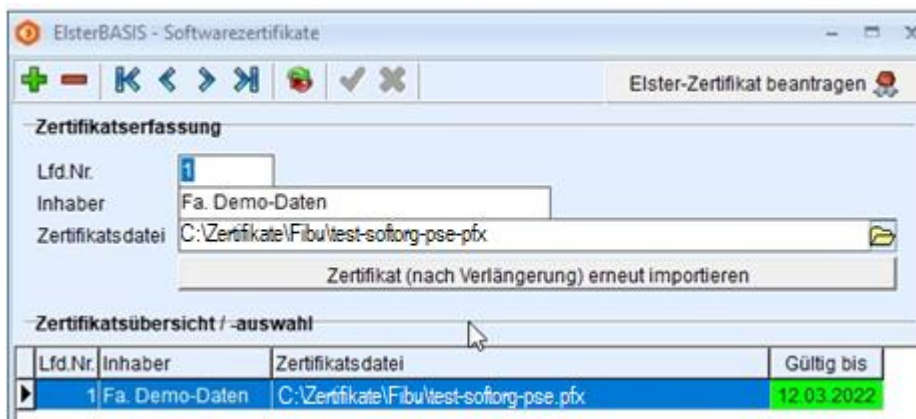 ElsterBASIS - Softwarezertifikate
Elster-Zertifikat beantragen
Zertifikatserfassung
Lfd.Nr. 1
Inhaber Fa. Demo-Daten
Zertifikatsdatei C:\Zertifikate\Fibu\test-softorg-pse-pfx
Zertifikat (nach Verlängerung) erneut importieren
Zertifikatsübersicht / -auswahl
Lfd.Nr. Inhaber Zertifikatsdatei Gültig bis
1 Fa. Demo-Daten C:\Zertifikate\Fibu\test-softorg-pse.pfx 12.03.2022